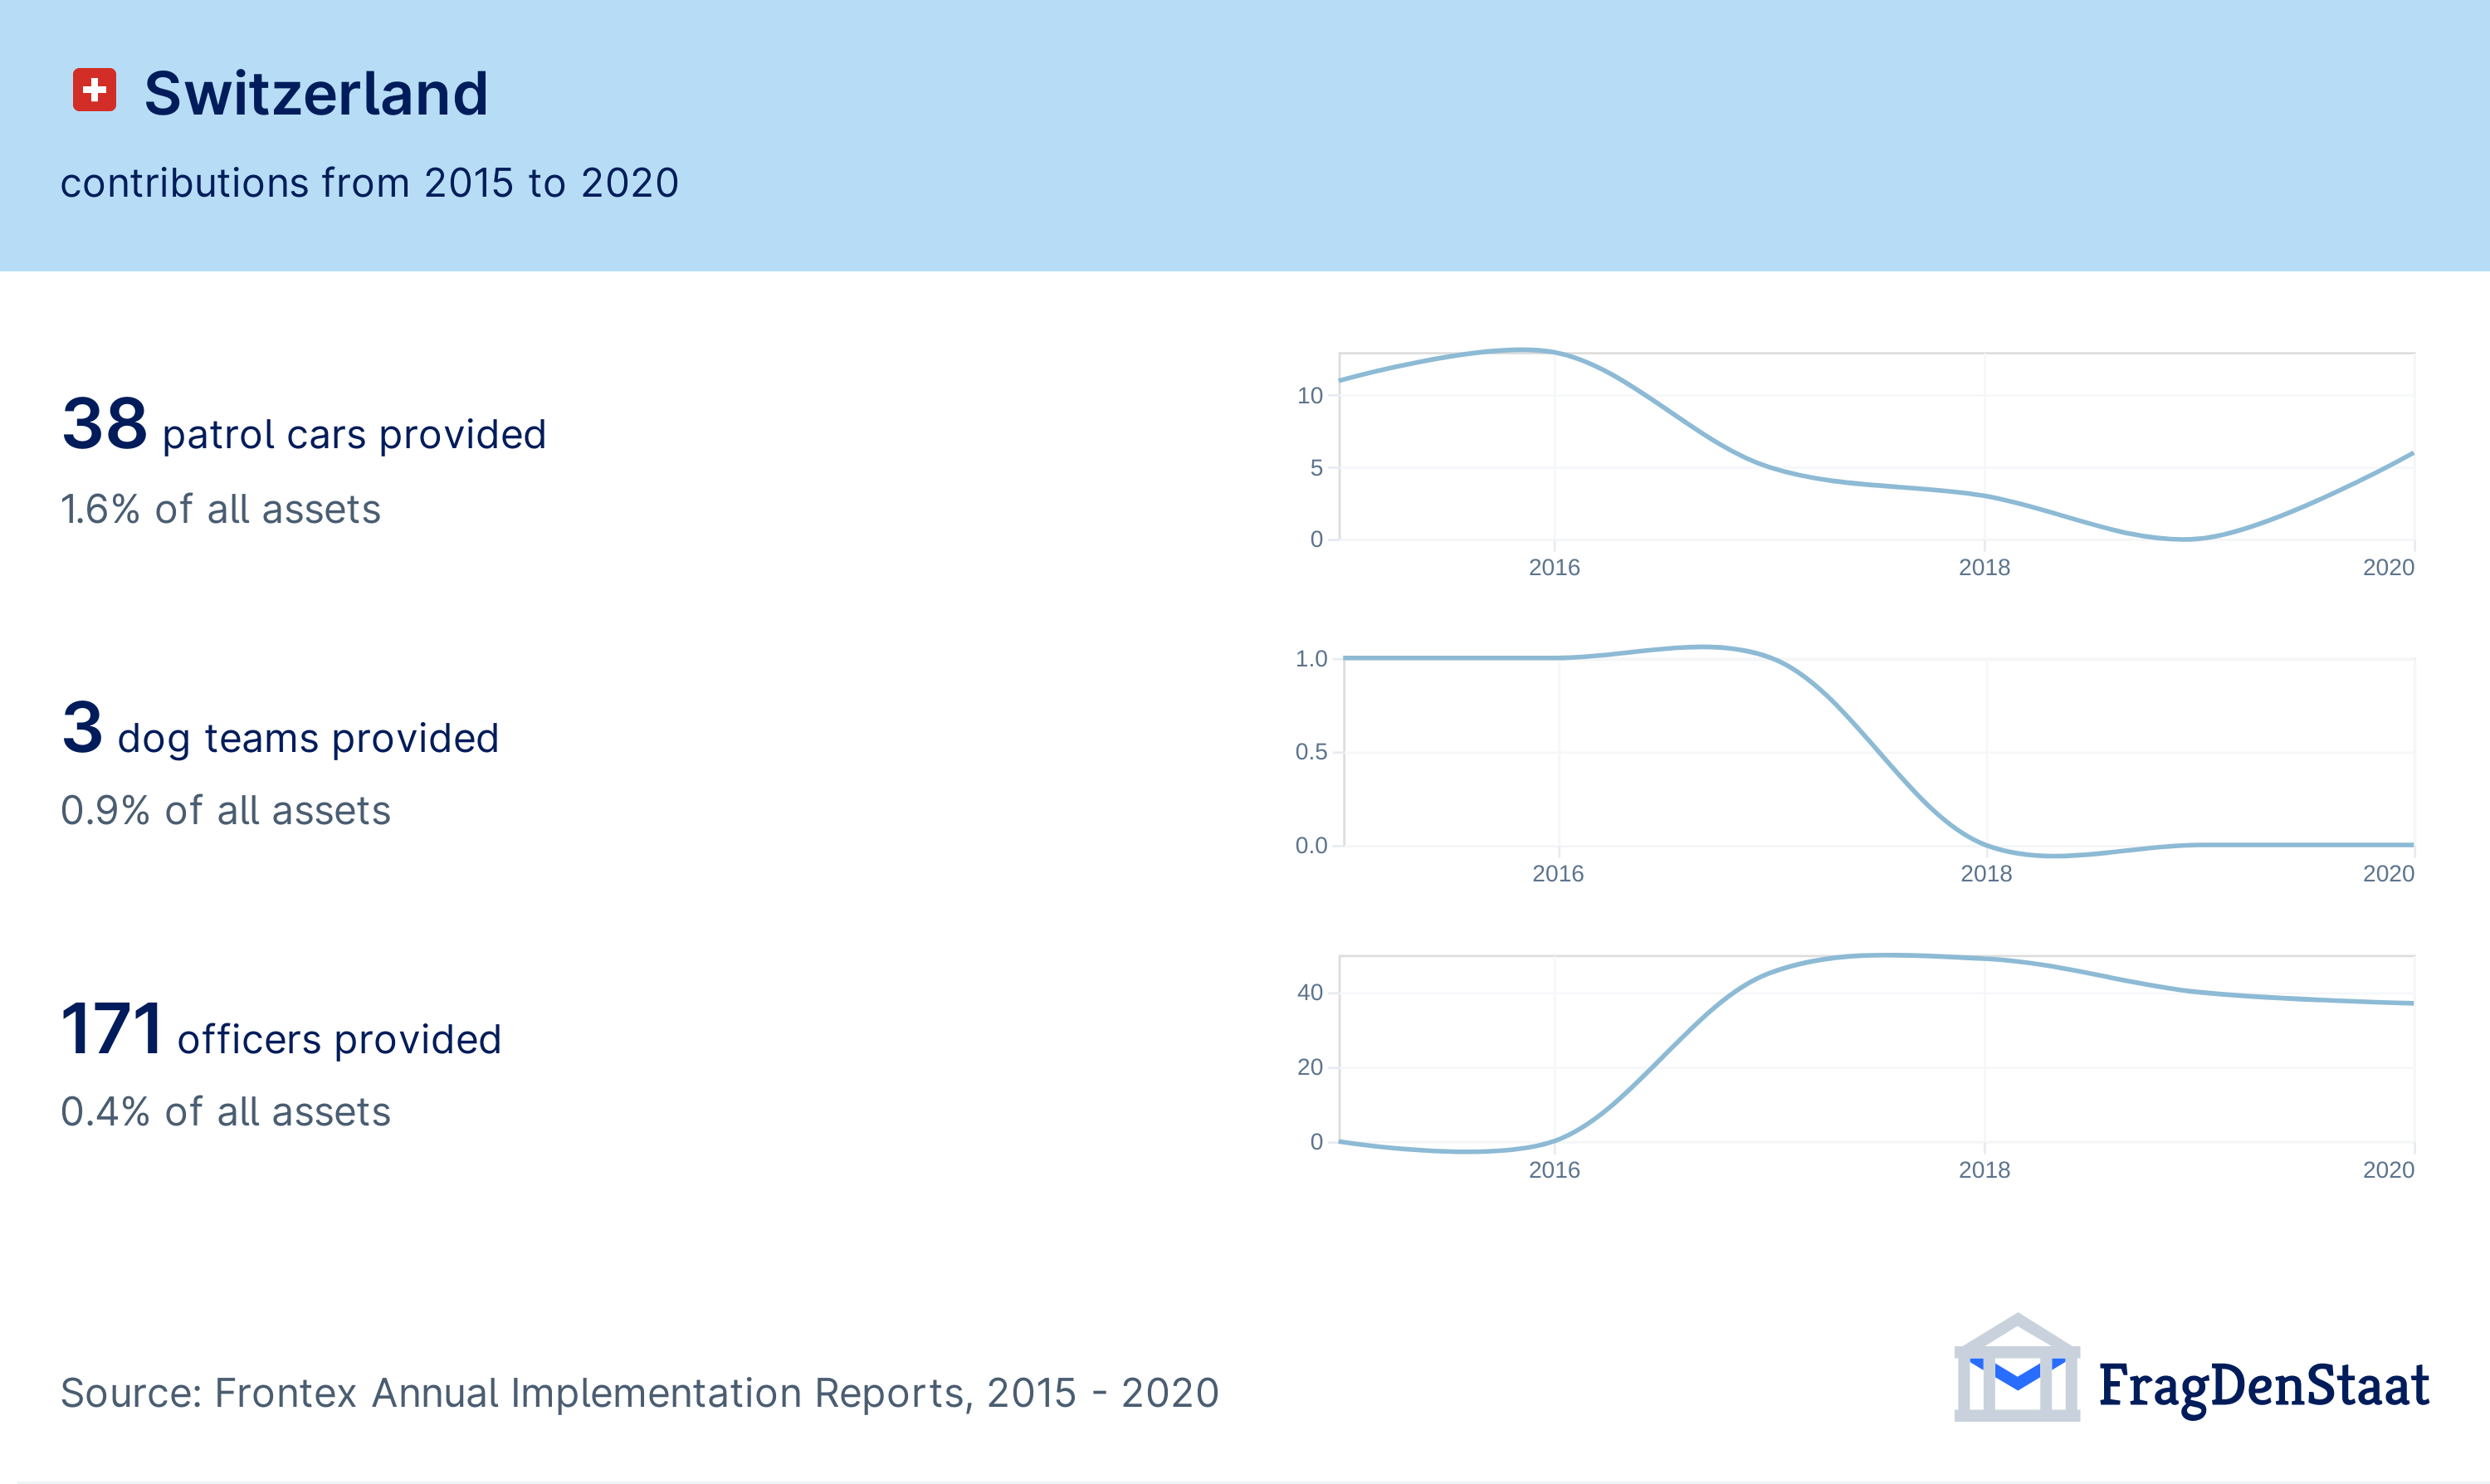 Switzerland
contributions from 2015 to 2020
38 patrol cars provided
1.6% of all assets
10
5
0
2016 2018 2020
3 dog teams provided
0.9% of all assets
1.0
0.5
0.0
2016 2018 2020
171 officers provided
0.4% of all assets
40
20
0
2016 2018 2020
Source: Frontex Annual Implementation Reports, 2015 - 2020
FragDenStaat